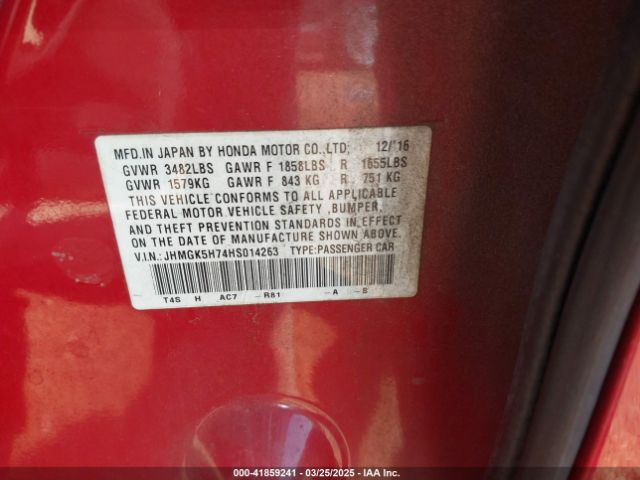 MFD.IN JAPAN BY HONDA MOTOR CO.,LTD; 12/16
GVWR 3482LBS GAWR F 1858LBS R 1655LBS
GVWR 1579KG GAWR F 843 KG R 751 KG
THIS VEHICLE CONFORMS TO ALL APPLICABLE
FEDERAL MOTOR VEHICLE SAFETY ,BUMPER,
AND THEFT PREVENTION STANDARDS IN EFFECT
ON THE DATE OF MANUFACTURE SHOWN ABOVE.
V.I.N.: JHMGK5H74HS014263 TYPE:PASSENGER CAR
T4S H AC7 -R81 -A -S
000-41859241 - 03/25/2025 - IAA Inc.